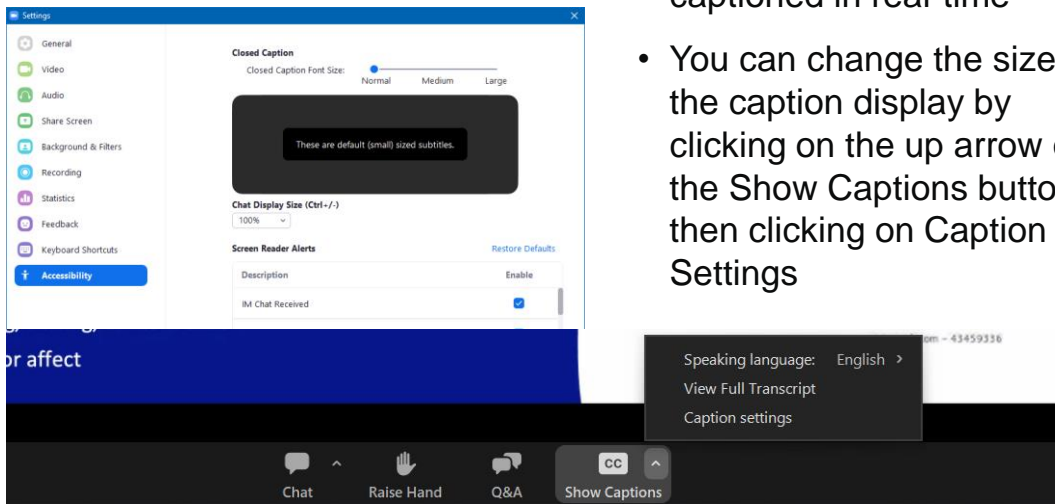 Settings
General
Video
Audio
Share Screen
Background & Filters
Recording
Statistics
Feedback
Keyboard Shortcuts
Accessibility
Closed Caption
Closed Caption Font Size:
Normal Medium Large
These are default (small) sized subtitles.
Chat Display Size (Ctrl+/-)
100%
Screen Reader Alerts Restore Defaults
Description Enable
IM Chat Received
captioned in real time
• You can change the size
the caption display by
clicking on the up arrow
the Show Captions butto
then clicking on Caption
Settings
or affect
om – 43459336
Speaking language: English >
View Full Transcript
Caption settings
Chat
Raise Hand
Q&A
CC
Show Captions